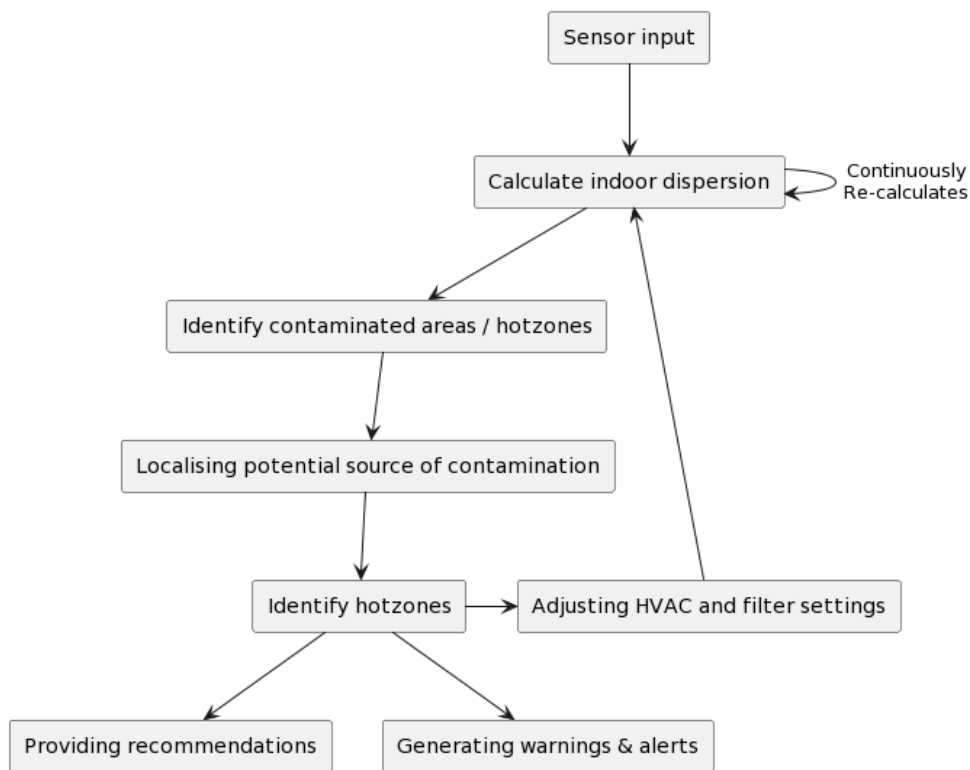 Sensor input
Calculate indoor dispersion
Continuously
Re-calculates
Identify contaminated areas / hotzones
Localising potential source of contamination
Identify hotzones
Adjusting HVAC and filter settings
Providing recommendations
Generating warnings & alerts